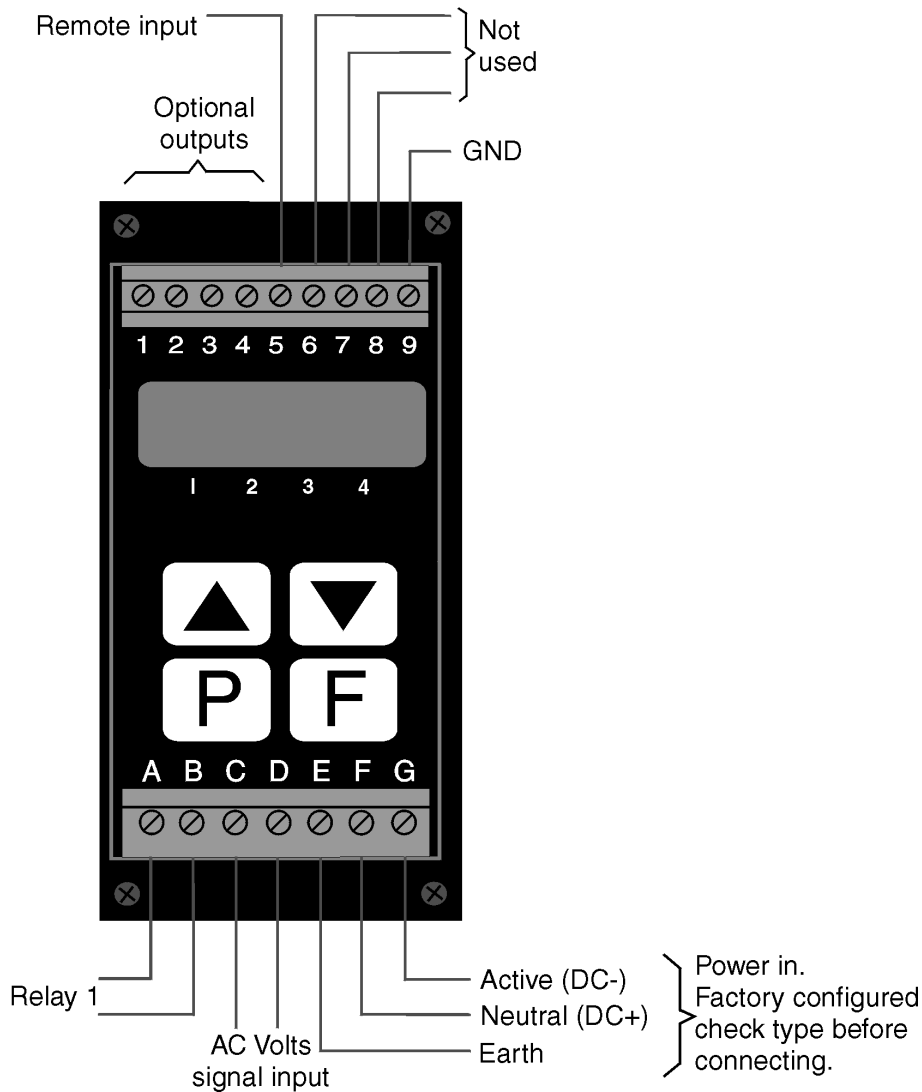 Remote input
Not
used
Optional
outputs
GND
1 2 3 4 5 6 7 8 9
I 2 3 4
P F
A B C D E F G
Relay 1
AC Volts
signal input
Active (DC-)
Neutral (DC+)
Earth
Power in.
Factory configured
check type before
connecting.